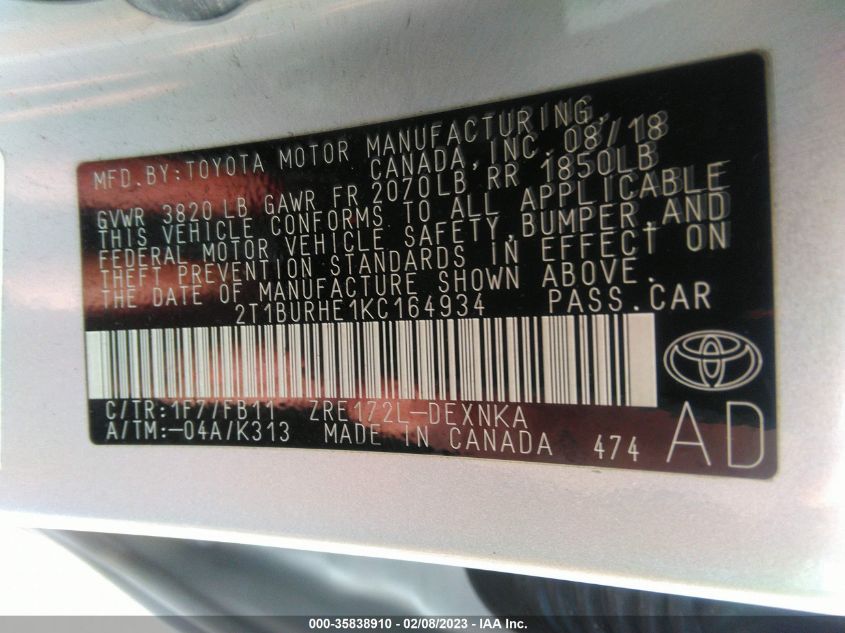 MFD. BY: TOYOTA MOTOR MANUFACTURING,
CANADA, INC. 08/18
GVWR 3820 LB GAWR FR 2070LB RR 1850LB
THIS VEHICLE CONFORMS TO ALL APPLICABLE
FEDERAL MOTOR VEHICLE SAFETY, BUMPER, AND
THEFT PREVENTION STANDARDS IN EFFECT ON
THE DATE OF MANUFACTURE SHOWN ABOVE.
2T1BURHE1KC164934 PASS. CAR
C/TR: 1F7/FB11 ZRE172L-DEXNKA
A/TM: -04A/K313 MADE IN CANADA 474 AD
000-35838910 - 02/08/2023 - IAA Inc.